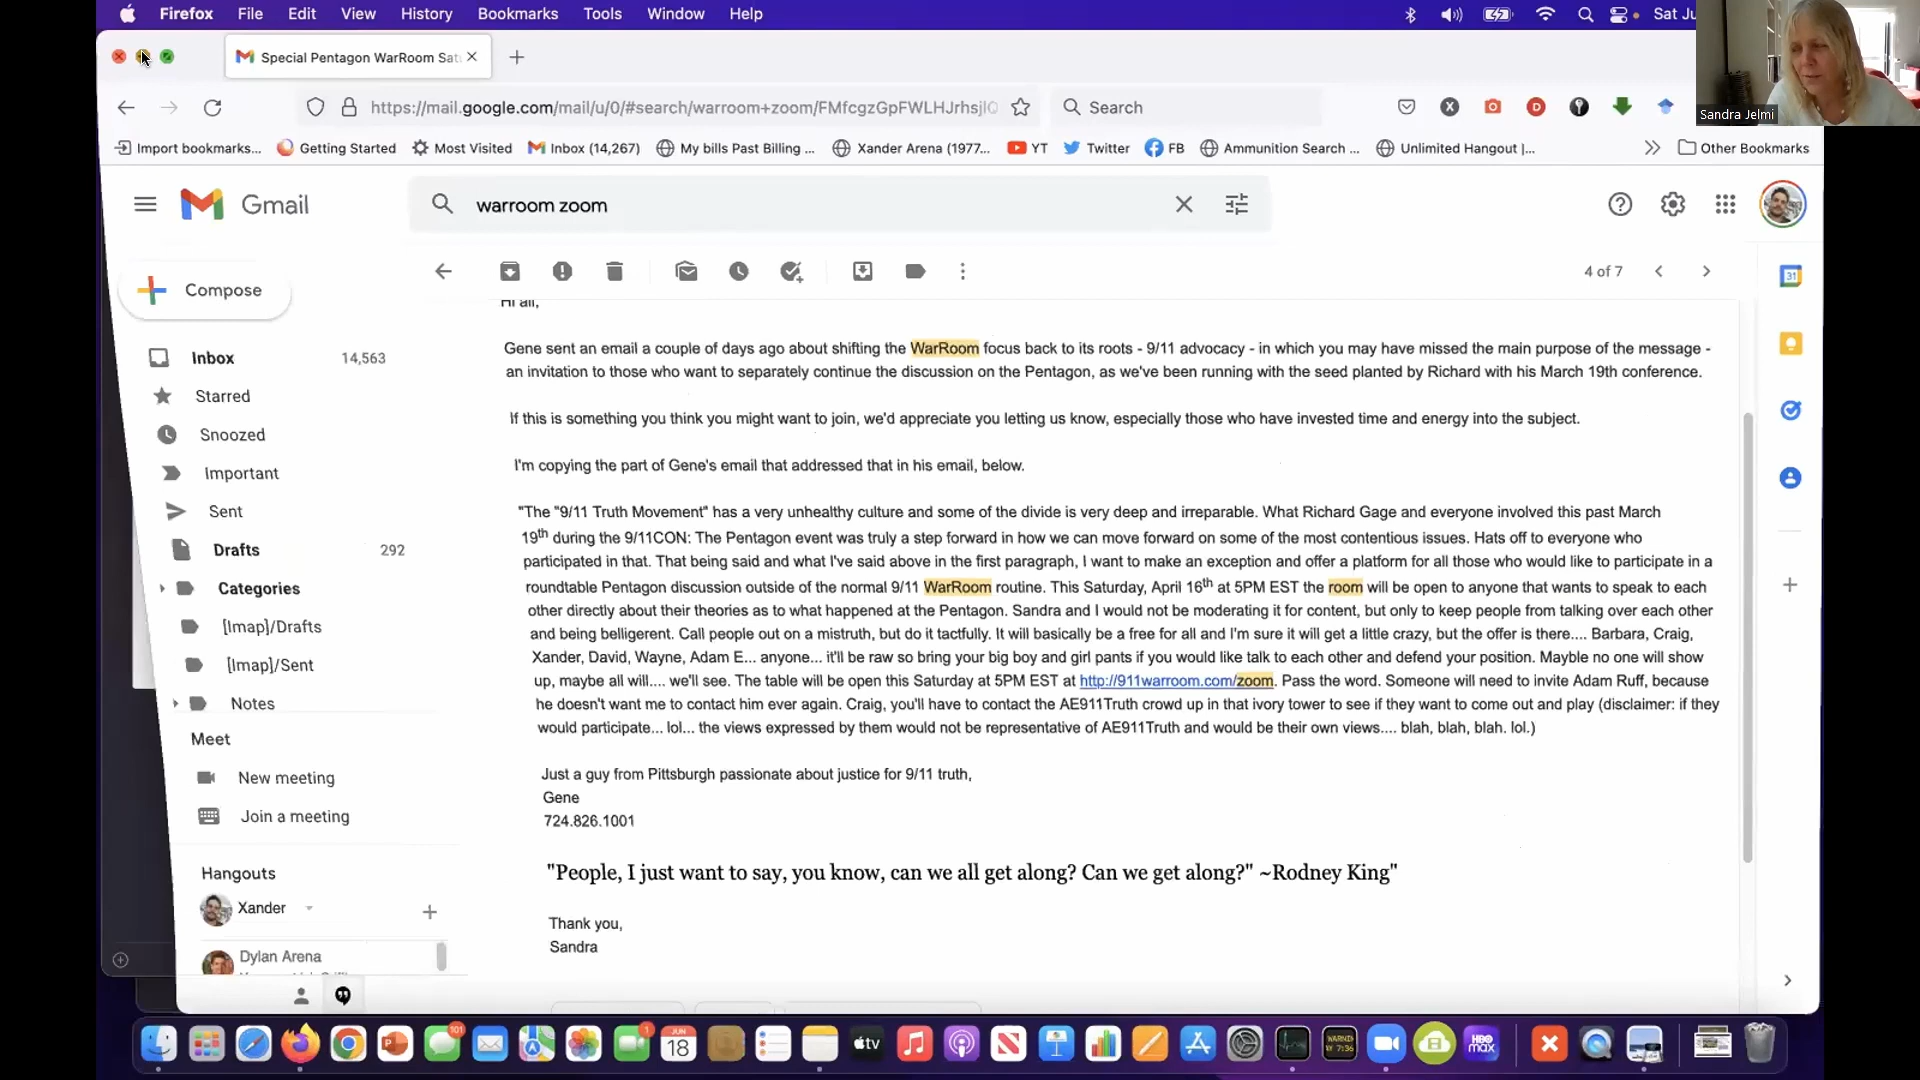 Firefox File Edit View History Bookmarks Tools Window Help
Sat Ju
Special Pentagon WarRoom Sat
https://mail.google.com/mail/u/0/#search/warroom+zoom/FMfcgzGpFWLHJrhsjlQ
Search
Sandra Jelmi
Import bookmarks... Getting Started Most Visited Inbox (14,267) My bills Past Billing ... Xander Arena (1977... YT Twitter FB Ammunition Search ... Unlimited Hangout |... Other Bookmarks
Gmail
warroom zoom
4 of 7
Compose
Inbox 14,563
Starred
Snoozed
Important
Sent
Drafts 292
Categories
[Imap]/Drafts
[Imap]/Sent
Notes
Meet
New meeting
Join a meeting
Hangouts
Xander
Dylan Arena
Hi all,
Gene sent an email a couple of days ago about shifting the WarRoom focus back to its roots - 9/11 advocacy - in which you may have missed the main purpose of the message -
an invitation to those who want to separately continue the discussion on the Pentagon, as we've been running with the seed planted by Richard with his March 19th conference.
If this is something you think you might want to join, we'd appreciate you letting us know, especially those who have invested time and energy into the subject.
I'm copying the part of Gene's email that addressed that in his email, below.
"The "9/11 Truth Movement" has a very unhealthy culture and some of the divide is very deep and irreparable. What Richard Gage and everyone involved this past March
19th during the 9/11CON: The Pentagon event was truly a step forward in how we can move forward on some of the most contentious issues. Hats off to everyone who
participated in that. That being said and what I've said above in the first paragraph, I want to make an exception and offer a platform for all those who would like to participate in a
roundtable Pentagon discussion outside of the normal 9/11 WarRoom routine. This Saturday, April 16th at 5PM EST the room will be open to anyone that wants to speak to each
other directly about their theories as to what happened at the Pentagon. Sandra and I would not be moderating it for content, but only to keep people from talking over each other
and being belligerent. Call people out on a mistruth, but do it tactfully. It will basically be a free for all and I'm sure it will get a little crazy, but the offer is there.... Barbara, Craig,
Xander, David, Wayne, Adam E... anyone... it'll be raw so bring your big boy and girl pants if you would like talk to each other and defend your position. Mayble no one will show
up, maybe all will.... we'll see. The table will be open this Saturday at 5PM EST at http://911warroom.com/zoom. Pass the word. Someone will need to invite Adam Ruff, because
he doesn't want me to contact him ever again. Craig, you'll have to contact the AE911Truth crowd up in that ivory tower to see if they want to come out and play (disclaimer: if they
would participate... lol... the views expressed by them would not be representative of AE911Truth and would be their own views.... blah, blah, blah. lol.)
Just a guy from Pittsburgh passionate about justice for 9/11 truth,
Gene
724.826.1001
"People, I just want to say, you know, can we all get along? Can we get along?" ~Rodney King"
Thank you,
Sandra
31
101
1
JUN
18
tv
HBO
max